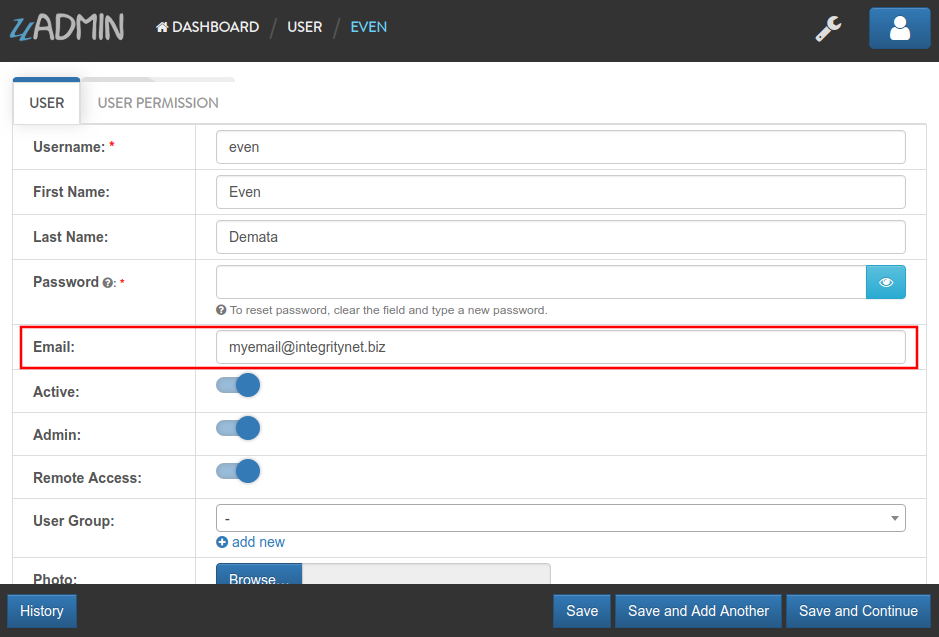 uADMIN DASHBOARD / USER / EVEN
USER USER PERMISSION
Username: * even
First Name: Even
Last Name: Demata
Password ?: *
? To reset password, clear the field and type a new password.
Email: myemail@integritynet.biz
Active:
Admin:
Remote Access:
User Group: -
add new
Photo: Browse...
History Save Save and Add Another Save and Continue